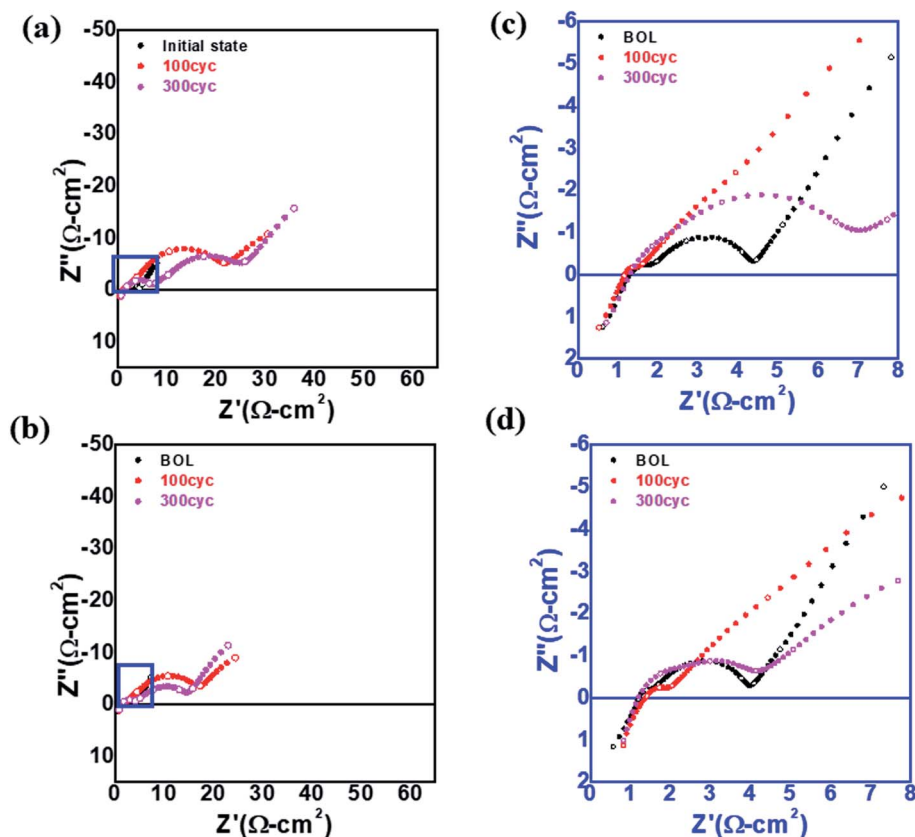 (a)
-50
-40
-30
-20
-10
0
10
Initial state
100cyc
300cyc
Z''(Ω-cm²)
0 10 20 30 40 50 60
Z'(Ω-cm²)
(c)
-6
-5
-4
-3
-2
-1
0
1
2
BOL
100cyc
300cyc
Z''(Ω-cm²)
0 1 2 3 4 5 6 7 8
Z'(Ω-cm²)
(b)
-50
-40
-30
-20
-10
0
10
BOL
100cyc
300cyc
Z''(Ω-cm²)
0 10 20 30 40 50 60
Z'(Ω-cm²)
(d)
-6
-5
-4
-3
-2
-1
0
1
2
BOL
100cyc
300cyc
Z''(Ω-cm²)
0 1 2 3 4 5 6 7 8
Z'(Ω-cm²)